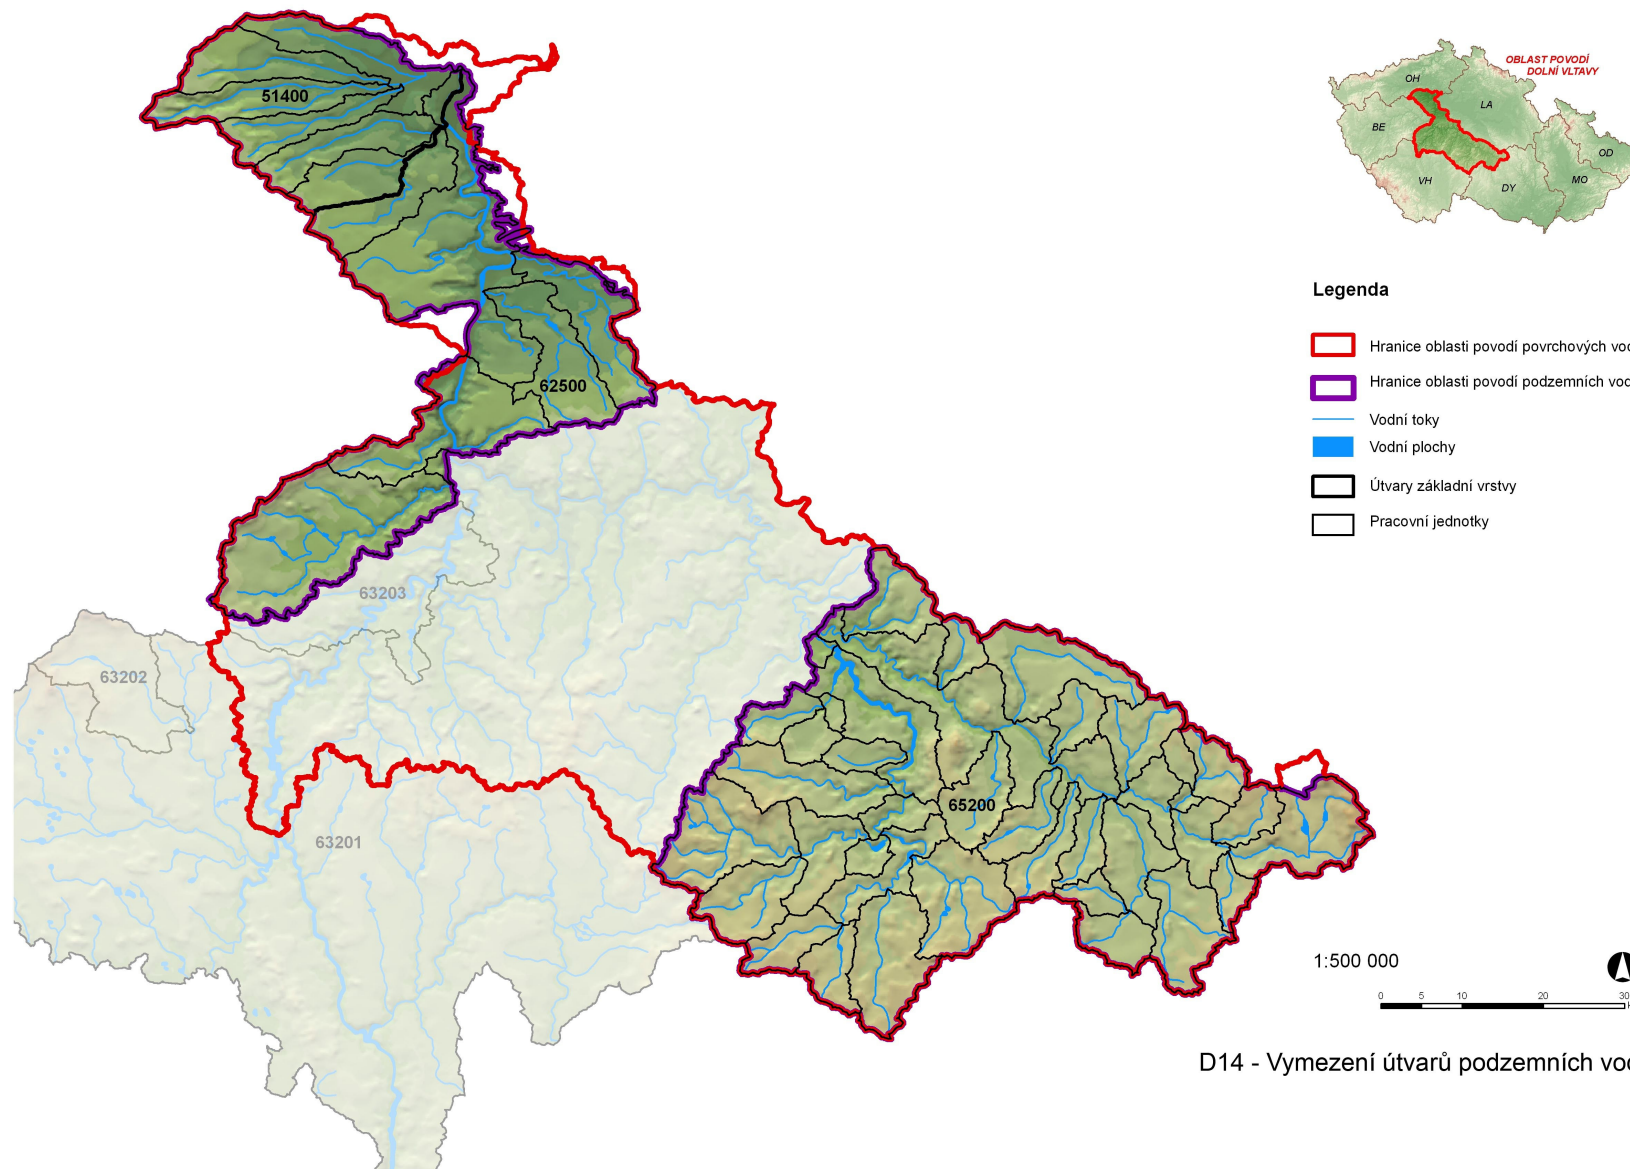 51400
62500
63203
63202
63201
65200
OBLAST POVODÍ
DOLNÍ VLTAVY
OH
LA
BE
VH
DY
MO
OD
Legenda
Hranice oblasti povodí povrchových vod
Hranice oblasti povodí podzemních vod
Vodní toky
Vodní plochy
Útvary základní vrstvy
Pracovní jednotky
1:500 000
0 5 10 20 30
D14 - Vymezení útvarů podzemních vod